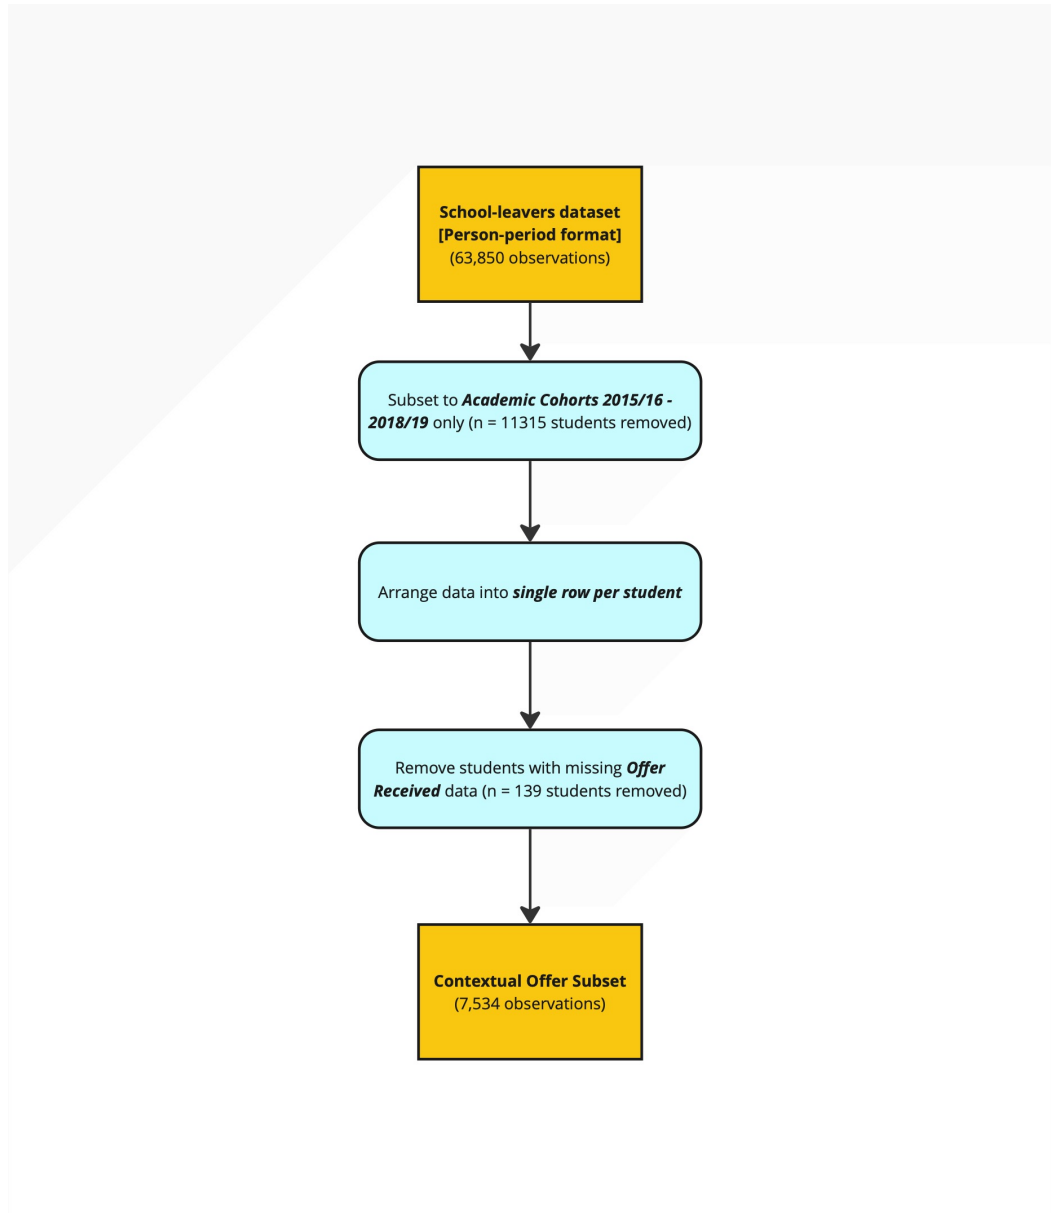 School-leavers dataset
[Person-period format]
(63,850 observations)
Subset to Academic Cohorts 2015/16 -
2018/19 only (n = 11315 students removed)
Arrange data into single row per student
Remove students with missing Offer
Received data (n = 139 students removed)
Contextual Offer Subset
(7,534 observations)